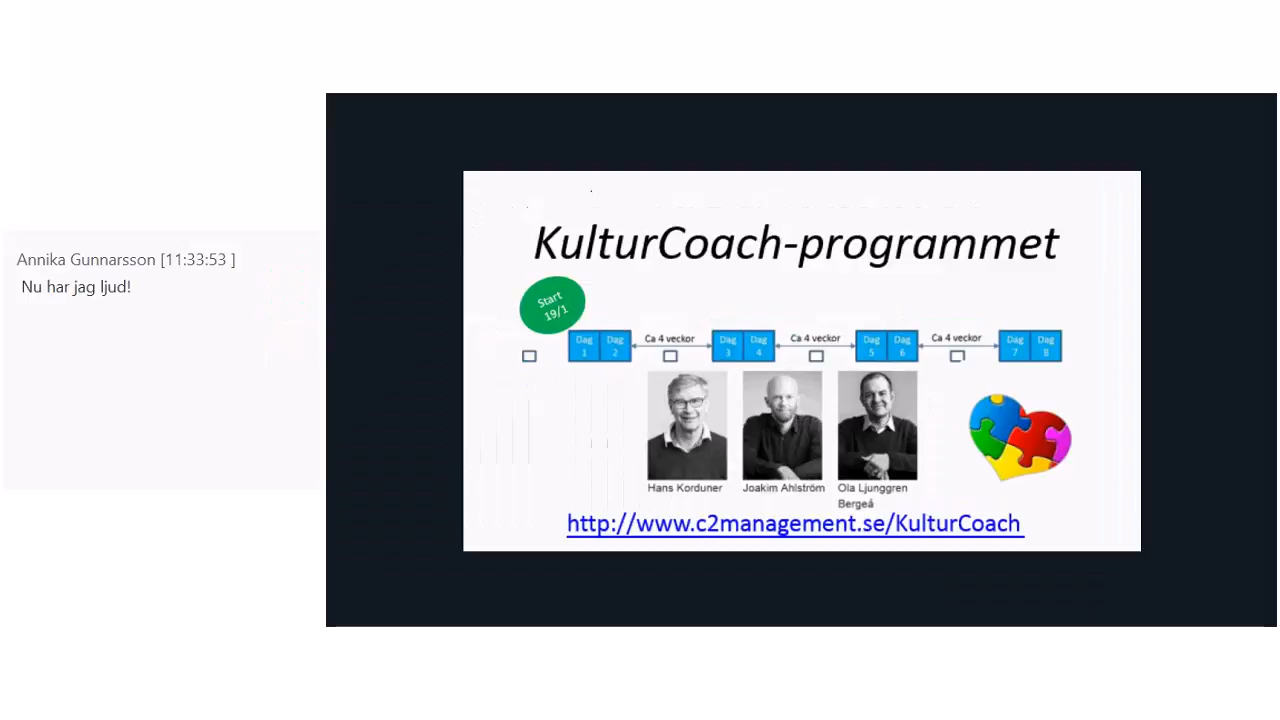 Annika Gunnarsson [11:33:53 ]
Nu har jag ljud!
KulturCoach-programmet
Start
19/1
Dag 1 Dag 2 Ca 4 veckor Dag 3 Dag 4 Ca 4 veckor Dag 5 Dag 6 Ca 4 veckor Dag 7 Dag 8
Hans Korduner Joakim Ahlström Ola Ljunggren
Bergeå
http://www.c2management.se/KulturCoach